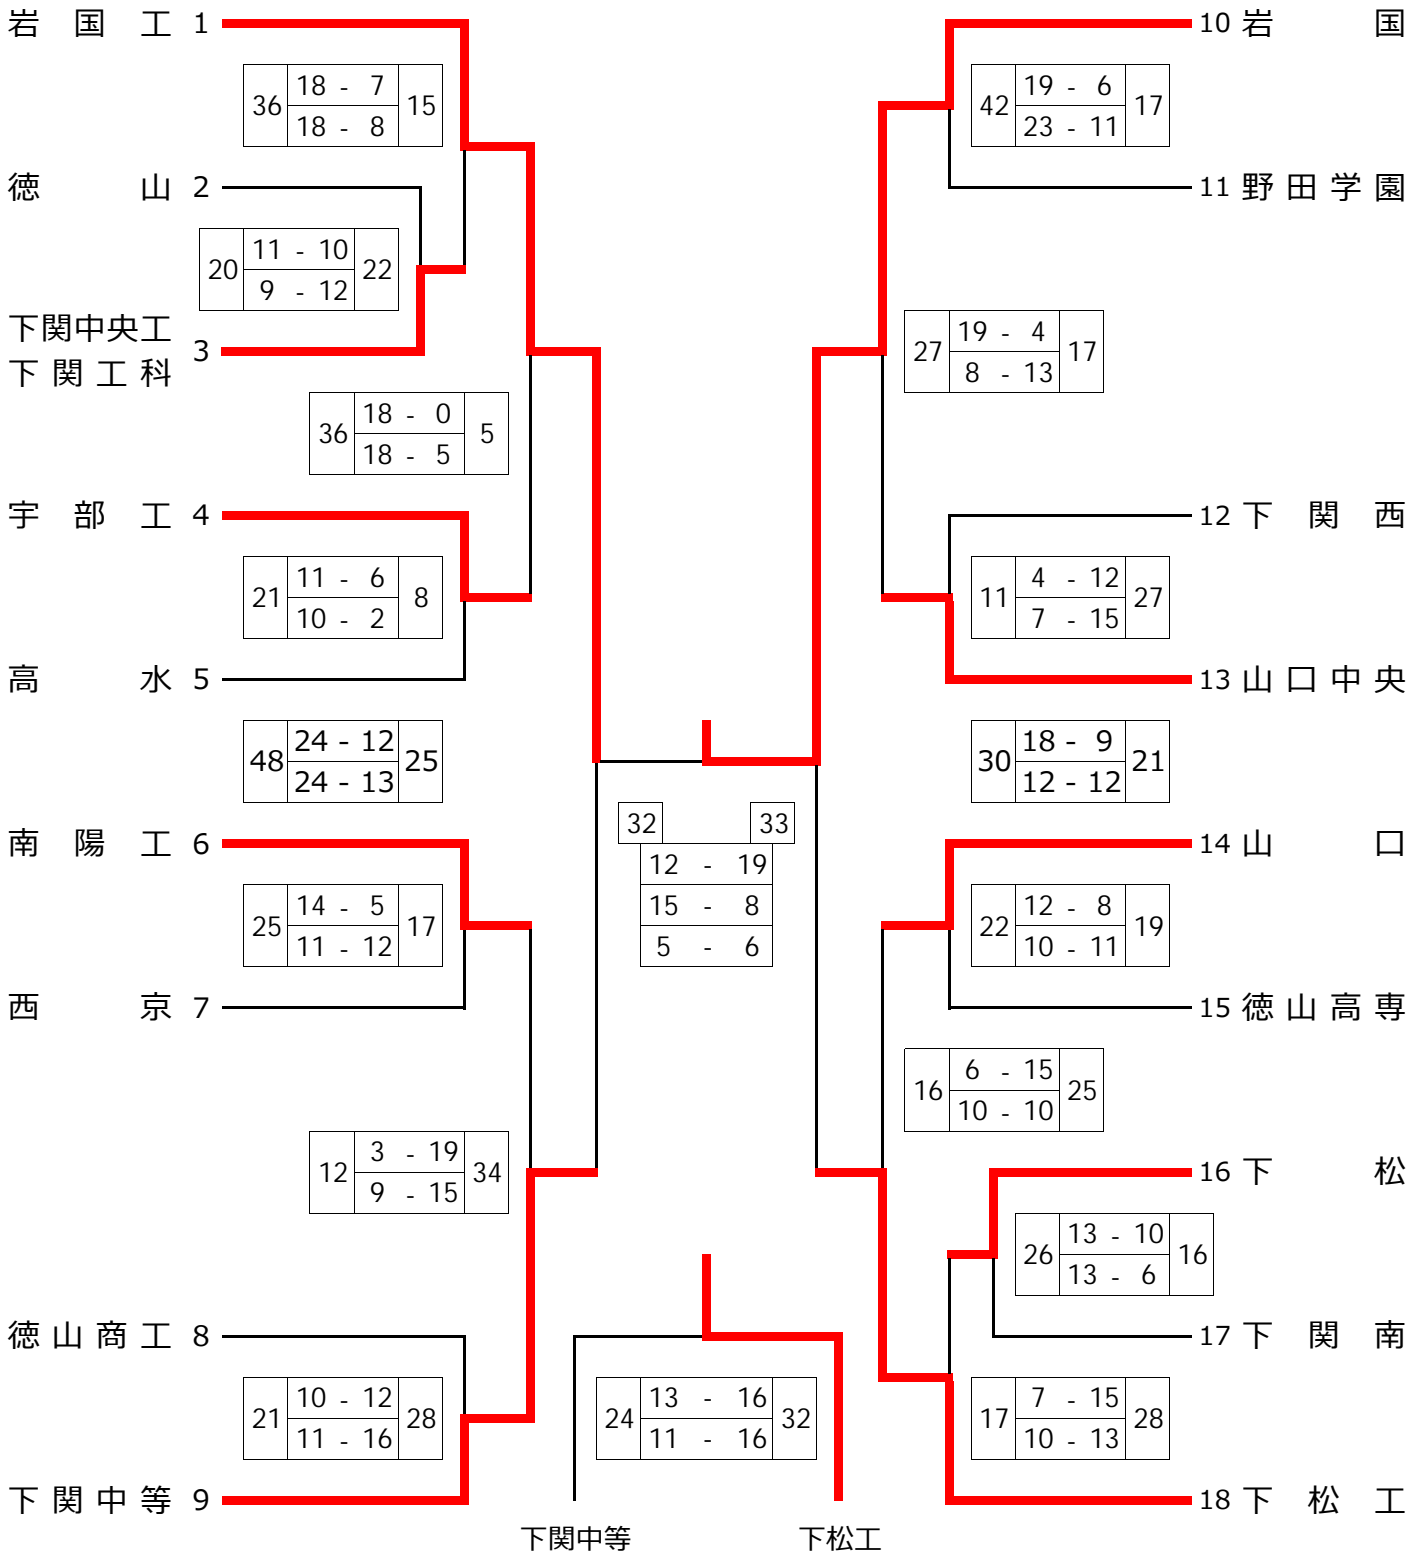 岩国工 1
36 18 - 7 15
18 - 8
徳山 2
20 11 - 10 22
9 - 12
下関中央工
下関工科 3
36 18 - 0 5
18 - 5
宇部工 4
21 11 - 6 8
10 - 2
高水 5
48 24 - 12 25
24 - 13
南陽工 6
25 14 - 5 17
11 - 12
西京 7
12 3 - 19 34
9 - 15
徳山商工 8
21 10 - 12 28
11 - 16
下関中等 9
32 33
12 - 19
15 - 8
5 - 6
24 13 - 16 32
11 - 16
下関中等 下松工
10 岩国
42 19 - 6 17
23 - 11
11 野田学園
27 19 - 4 17
8 - 13
12 下関西
11 4 - 12 27
7 - 15
13 山口中央
30 18 - 9 21
12 - 12
14 山口
22 12 - 8 19
10 - 11
15 徳山高専
16 6 - 15 25
10 - 10
16 下松
26 13 - 10 16
13 - 6
17 下関南
17 7 - 15 28
10 - 13
18 下松工